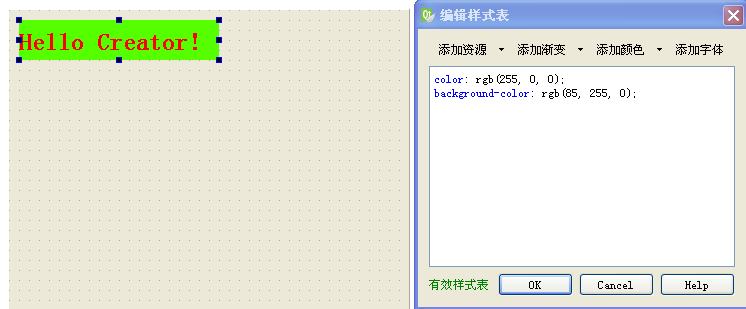 Hello Creator!
编辑样式表
添加资源 添加渐变 添加颜色 添加字体
color: rgb(255, 0, 0);
background-color: rgb(85, 255, 0);
有效样式表 OK Cancel Help